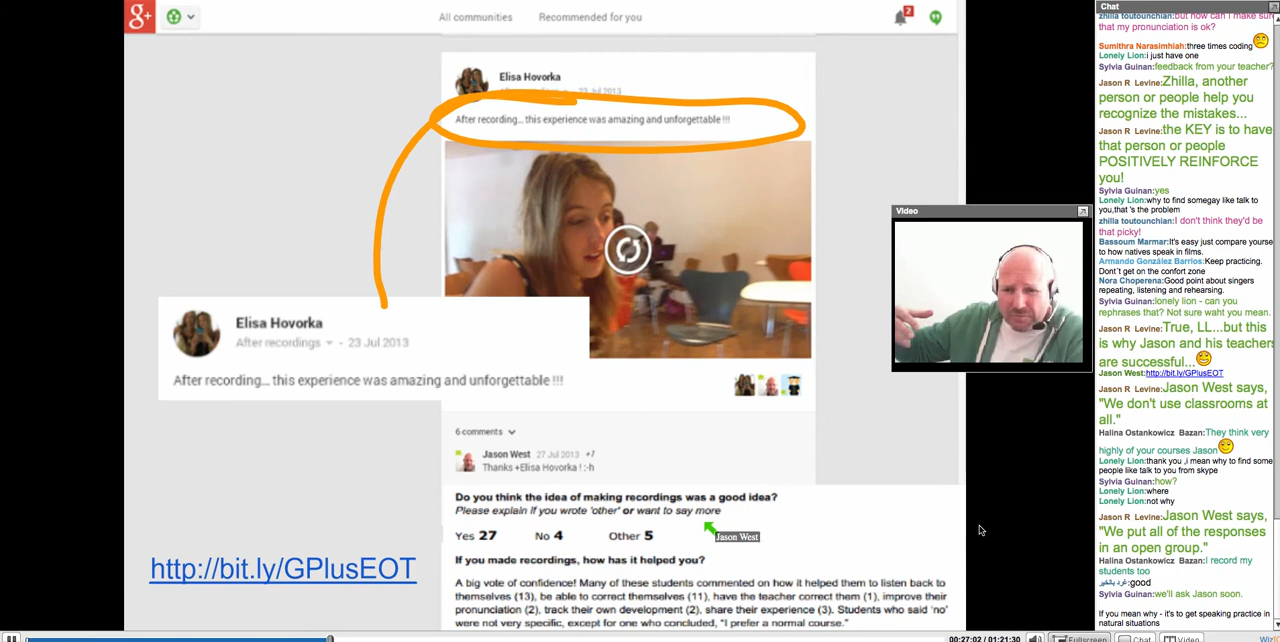 g+
All communities Recommended for you
2
Elisa Hovorka
23 Jul 2013
After recording... this experience was amazing and unforgettable !!!
Elisa Hovorka
After recordings - 23 Jul 2013
After recording... this experience was amazing and unforgettable !!!
6 comments
Jason West 27 Jul 2013 +1
Thanks +Elisa Hovorka ! :-h
Do you think the idea of making recordings was a good idea?
Please explain if you wrote 'other' or want to say more
Yes 27 No 4 Other 5
Jason West
If you made recordings, how has it helped you?
A big vote of confidence! Many of these students commented on how it helped them to listen back to
themselves (13), be able to correct themselves (11), have the teacher correct them (1), improve their
pronunciation (2), track their own development (2), share their experience (3). Students who said 'no'
were not very specific, except for one who concluded, "I prefer a normal course."
http://bit.ly/GPlusEOT
Video
Chat
zhilla toutounchian:but how can i make sure
that my pronunciation is ok?
Sumithra Narasimhiah:three times coding
Lonely Lion:i just have one
Sylvia Guinan:feedback from your teacher?
Jason R Levine:Zhilla, another
person or people help you
recognize the mistakes...
Jason R Levine:the KEY is to have
that person or people
POSITIVELY REINFORCE
you!
Sylvia Guinan:yes
Lonely Lion:why to find somegay like talk to
you,that 's the problem
zhilla toutounchian:I don't think they'd be
that picky!
Bassoum Marmar:It's easy just compare yourse
to how natives speak in films.
Armando González Barrios:Keep practicing.
Dont´t get on the confort zone
Nora Choperena:Good point about singers
repeating, listening and rehearsing.
Sylvia Guinan:lonely lion - can you
rephrases that? Not sure waht you mean.
Jason R Levine:True, LL...but this
is why Jason and his teachers
are successful...
Jason West:http://bit.ly/GPlusEOT
Jason R Levine:Jason West says,
"We don't use classrooms at
all."
Halina Ostankowicz Bazan:They think very
highly of your courses Jason
Lonely Lion:thank you ,i mean why to find some
people like talk to you from skype
Sylvia Guinan:how?
Lonely Lion:where
Lonely Lion:not why
Jason R Levine:Jason West says,
"We put all of the responses
in an open group."
Halina Ostankowicz Bazan:I record my
students too
غرد بالخير:good
Sylvia Guinan:we'll ask Jason soon.
If you mean why - it's to get speaking practice in
natural situations
00:27:02 / 01:21:30 Fullscreen Chat Video WizI